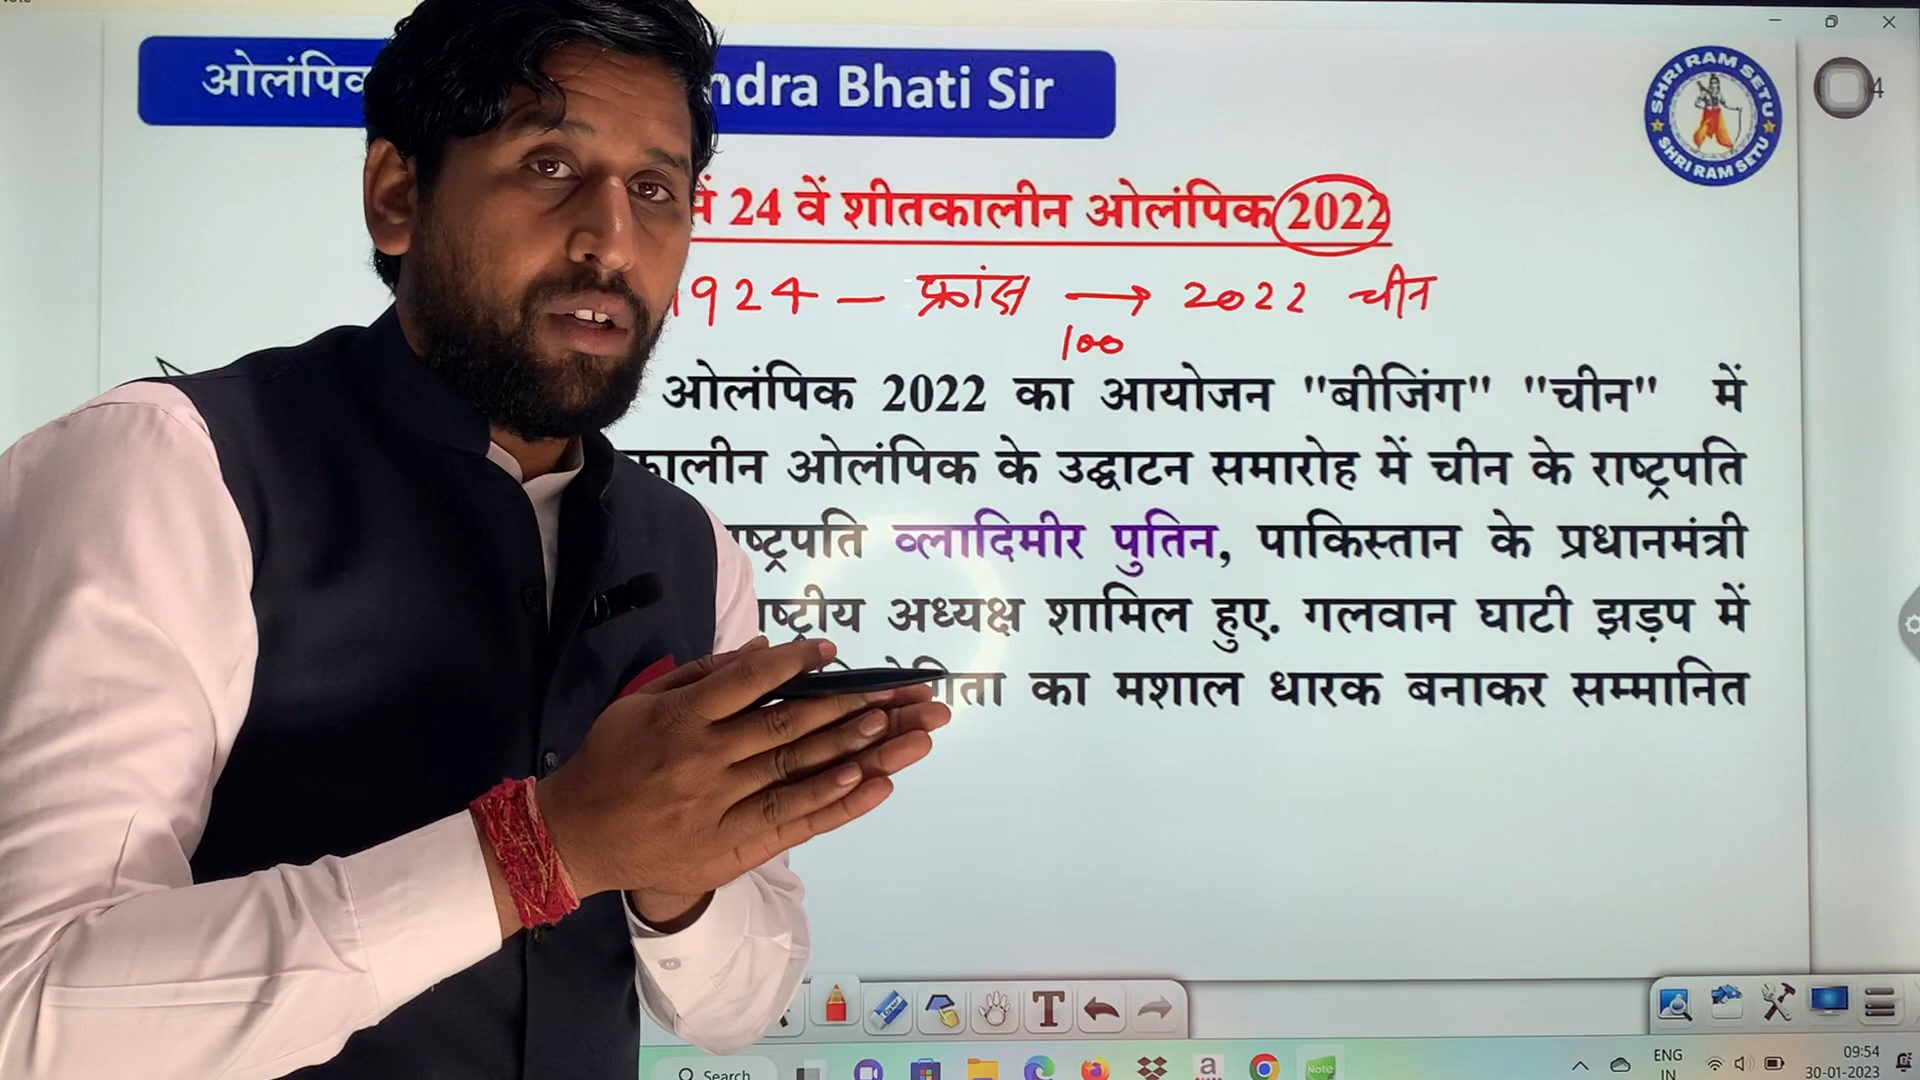 ओलंपिक ndra Bhati Sir
SHRI RAM SETU
SHRI RAM SETU
4
में 24 वें शीतकालीन ओलंपिक 2022
1924 — फ्रांस → 2022 चीन
100
ओलंपिक 2022 का आयोजन "बीजिंग" "चीन" में
कालीन ओलंपिक के उद्घाटन समारोह में चीन के राष्ट्रपति
ष्ट्रपति व्लादिमीर पुतिन, पाकिस्तान के प्रधानमंत्री
ष्ट्रीय अध्यक्ष शामिल हुए. गलवान घाटी झड़प में
गिता का मशाल धारक बनाकर सम्मानित
T
Search
a
Note
ENG
IN
09:54
30-01-2023